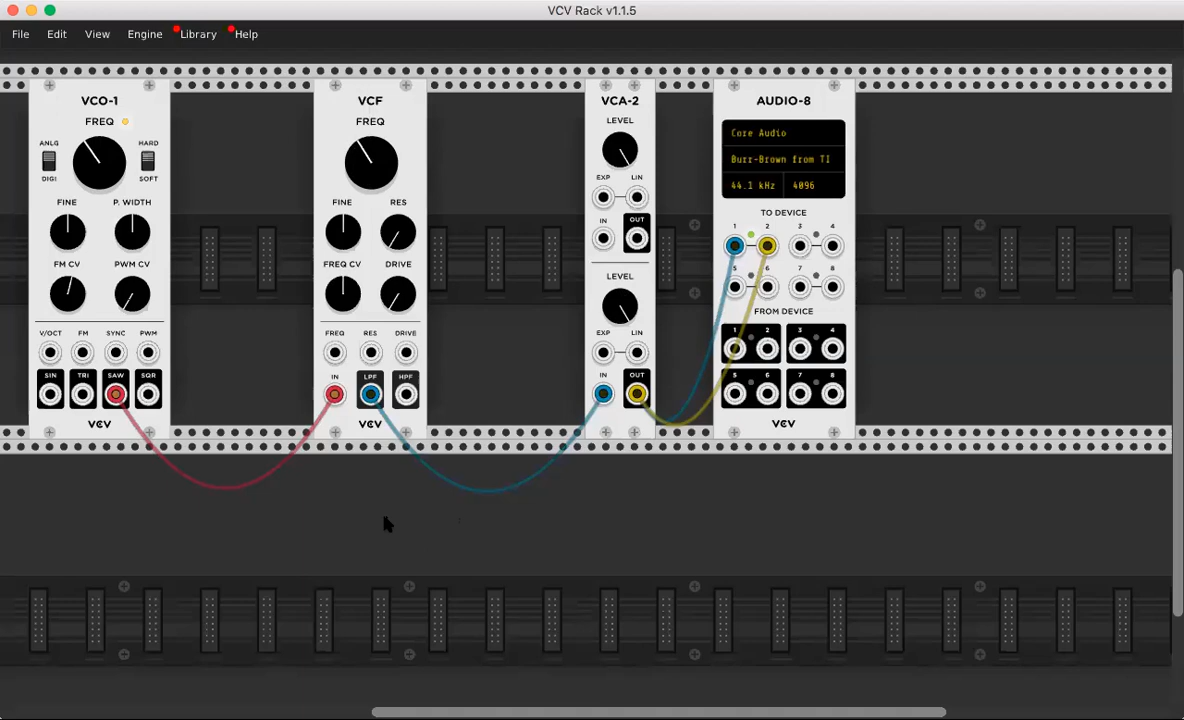 VCV Rack v1.1.5
File Edit View Engine Library Help
VCO-1
FREQ
ANLG
DIGI
HARD
SOFT
FINE P. WIDTH
FM CV PWM CV
V/OCT FM SYNC PWM
SIN TRI SAW SQR
VCV
VCF
FREQ
FINE RES
FREQ CV DRIVE
FREQ RES DRIVE
IN LPF HPF
VCV
VCA-2
LEVEL
EXP LIN
IN OUT
LEVEL
EXP LIN
IN OUT
AUDIO-8
Core Audio
Burr-Brown from TI
44.1 kHz 4096
TO DEVICE
1 2 3 4
5 6 7 8
FROM DEVICE
1 2 3 4
5 6 7 8
VCV